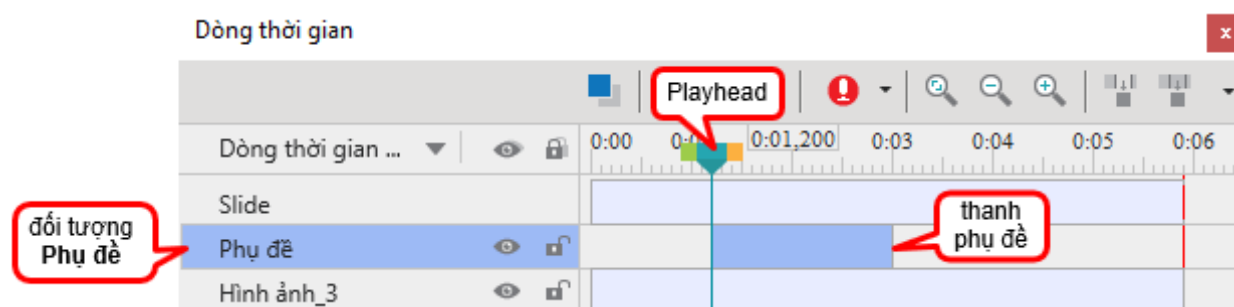 Dòng thời gian
x
Playhead
Dòng thời gian ...
0:00
0:01,200
0:03
0:04
0:05
0:06
Slide
đối tượng
Phụ đề
Phụ đề
thanh
phụ đề
Hình ảnh_3